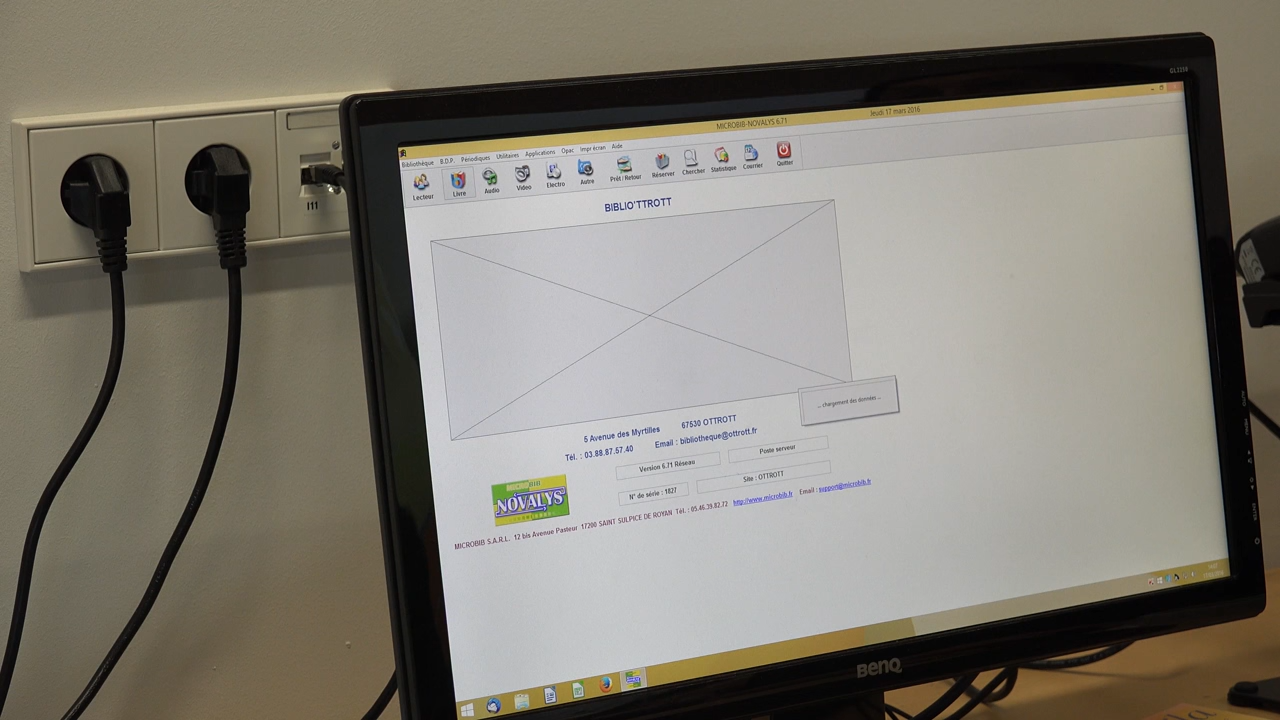 GL2250
MICROBIB-NOVALYS 6.71
Jeudi 17 mars 2016
Bibliothèque B.D.P. Périodiques Utilitaires Applications Opac Impr écran Aide
Lecteur Livre Audio Video Electro Autre Prêt / Retour Réserver Chercher Statistique Courrier Quitter
BIBLIO'TTROTT
... chargement des données ...
5 Avenue des Myrtilles 67530 OTTROTT
Tél. : 03.88.87.57.40 Email : bibliotheque@ottrott.fr
Version 6.71 Réseau Poste serveur
N° de série : 1827 Site : OTTROTT
MICROBIB
NOVALYS
MICROBIB S.A.R.L. 12 bis Avenue Pasteur 17200 SAINT SULPICE DE ROYAN Tél. : 05.46.39.82.72 http://www.microbib.fr Email : support@microbib.fr
BenQ